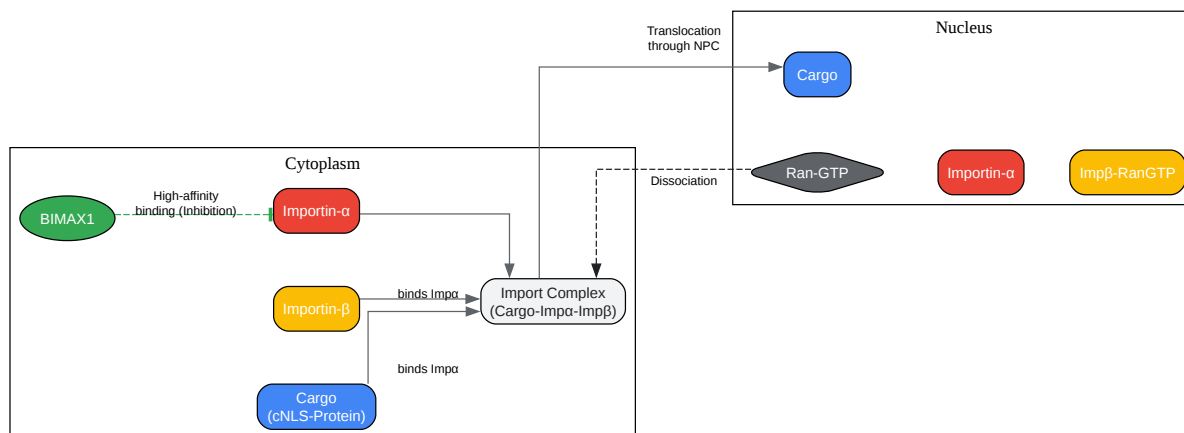 Translocation
through NPC
Nucleus
Cargo
Cytoplasm
High-affinity
binding (Inhibition)
BIMAX1
Importin-α
Dissociation
Ran-GTP
Importin-α
Impβ-RanGTP
Importin-β
binds Impα
Import Complex
(Cargo-Impα-Impβ)
binds Impα
Cargo
(cNLS-Protein)